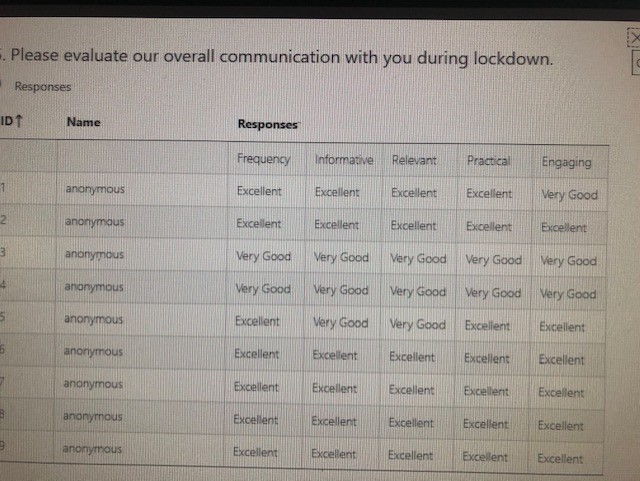 . Please evaluate our overall communication with you during lockdown.
Responses
ID↑ Name Responses
Frequency Informative Relevant Practical Engaging
1 anonymous Excellent Excellent Excellent Excellent Very Good
2 anonymous Excellent Excellent Excellent Excellent Excellent
3 anonymous Very Good Very Good Very Good Very Good Very Good
4 anonymous Very Good Very Good Very Good Very Good Very Good
5 anonymous Excellent Very Good Very Good Excellent Excellent
6 anonymous Excellent Excellent Excellent Excellent Excellent
7 anonymous Excellent Excellent Excellent Excellent Excellent
8 anonymous Excellent Excellent Excellent Excellent Excellent
9 anonymous Excellent Excellent Excellent Excellent Excellent